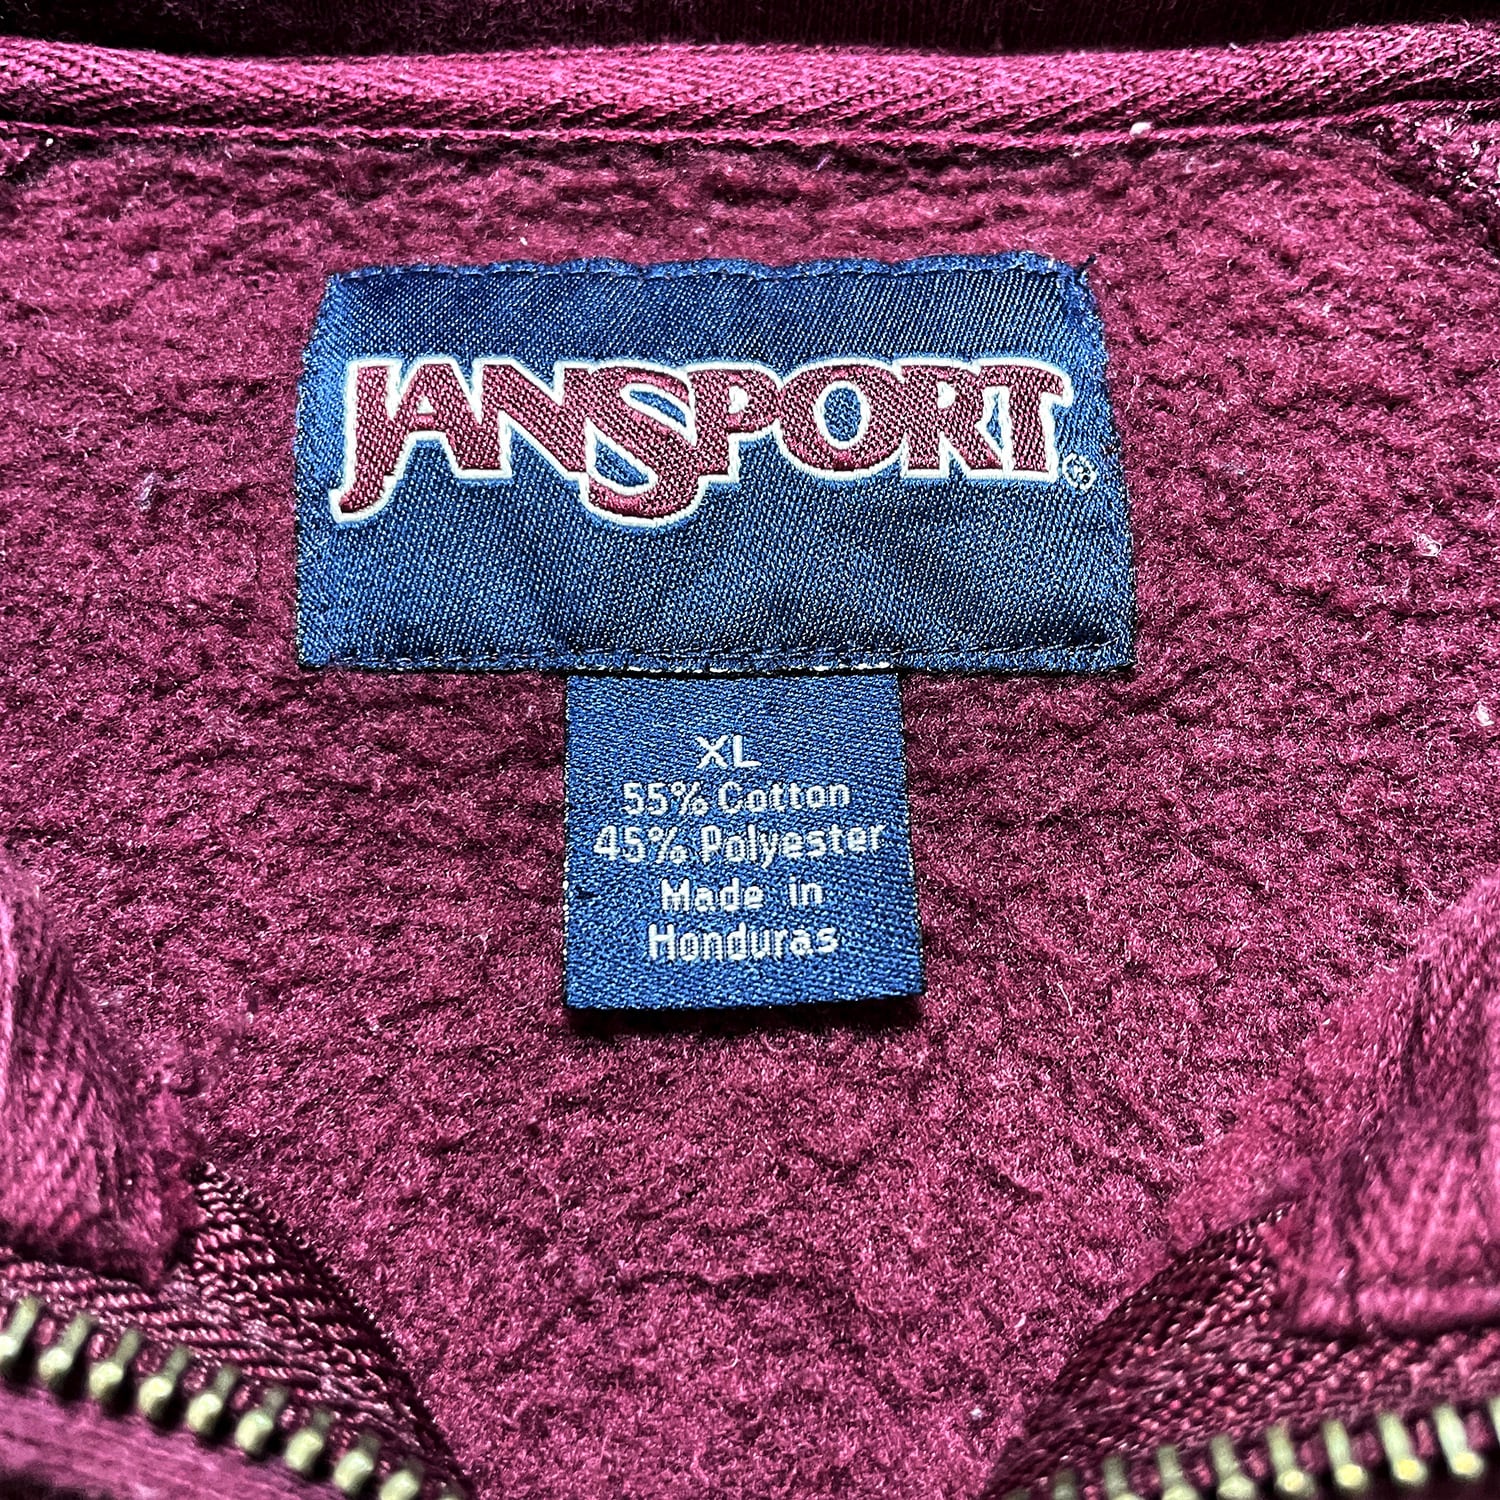 JANSPORT®
XL
55% Cotton
45% Polyester
Made in
Honduras